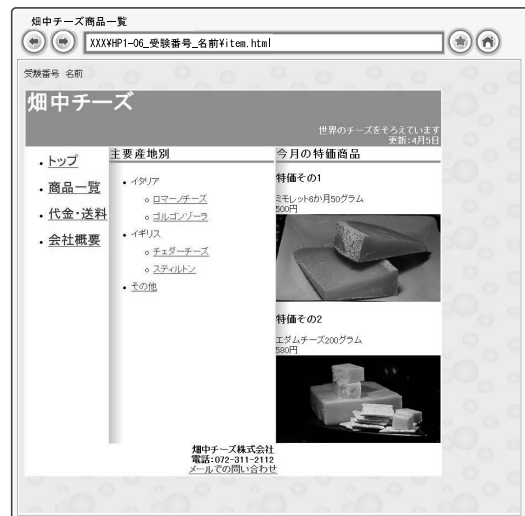 畑中チーズ商品一覧
XXX¥HP1-06_受験番号_名前¥item.html
受験番号 名前
畑中チーズ
世界のチーズをそろえています
更新:4月5日
・トップ
・商品一覧
・代金・送料
・会社概要
主要産地別
・イタリア
○ ロマーノチーズ
○ ゴルゴンゾーラ
・イギリス
○ チェダーチーズ
○ スティルトン
・その他
今月の特価商品
特価その1
ミモレット6か月50グラム
500円
特価その2
エダムチーズ200グラム
580円
畑中チーズ株式会社
電話:072-311-2112
メールでの問い合わせ